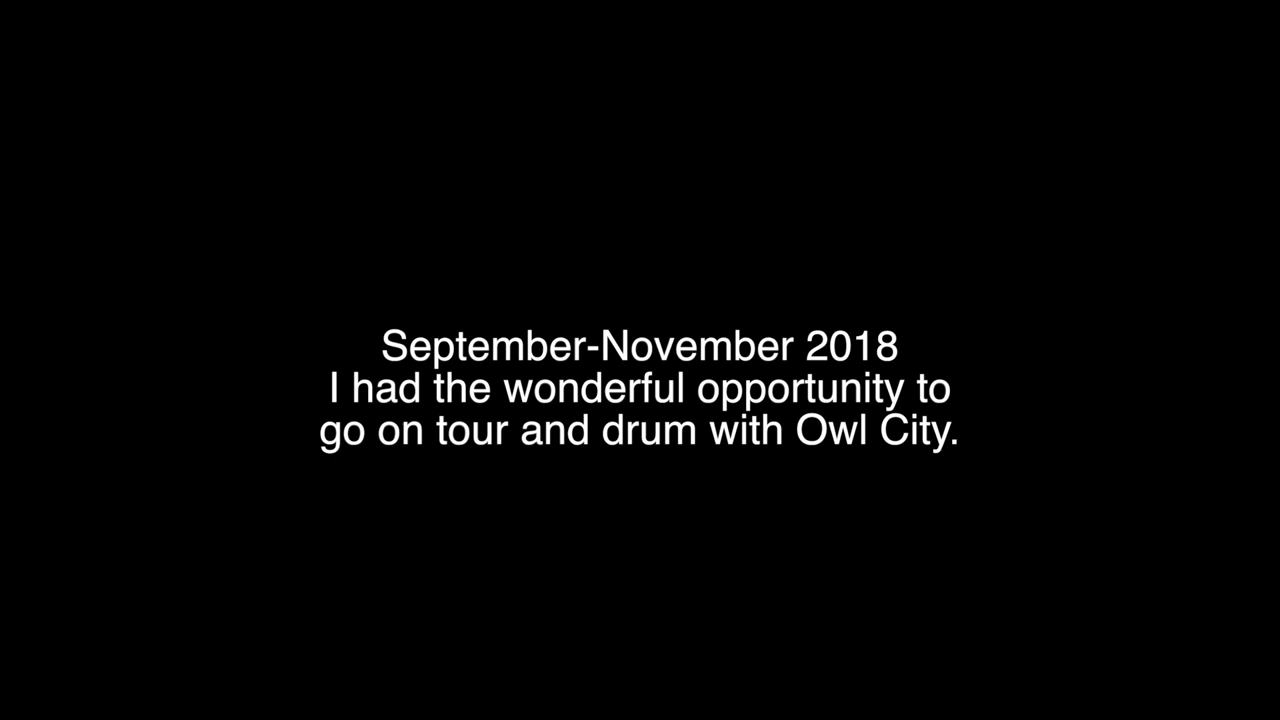 September-November 2018
I had the wonderful opportunity to
go on tour and drum with Owl City.